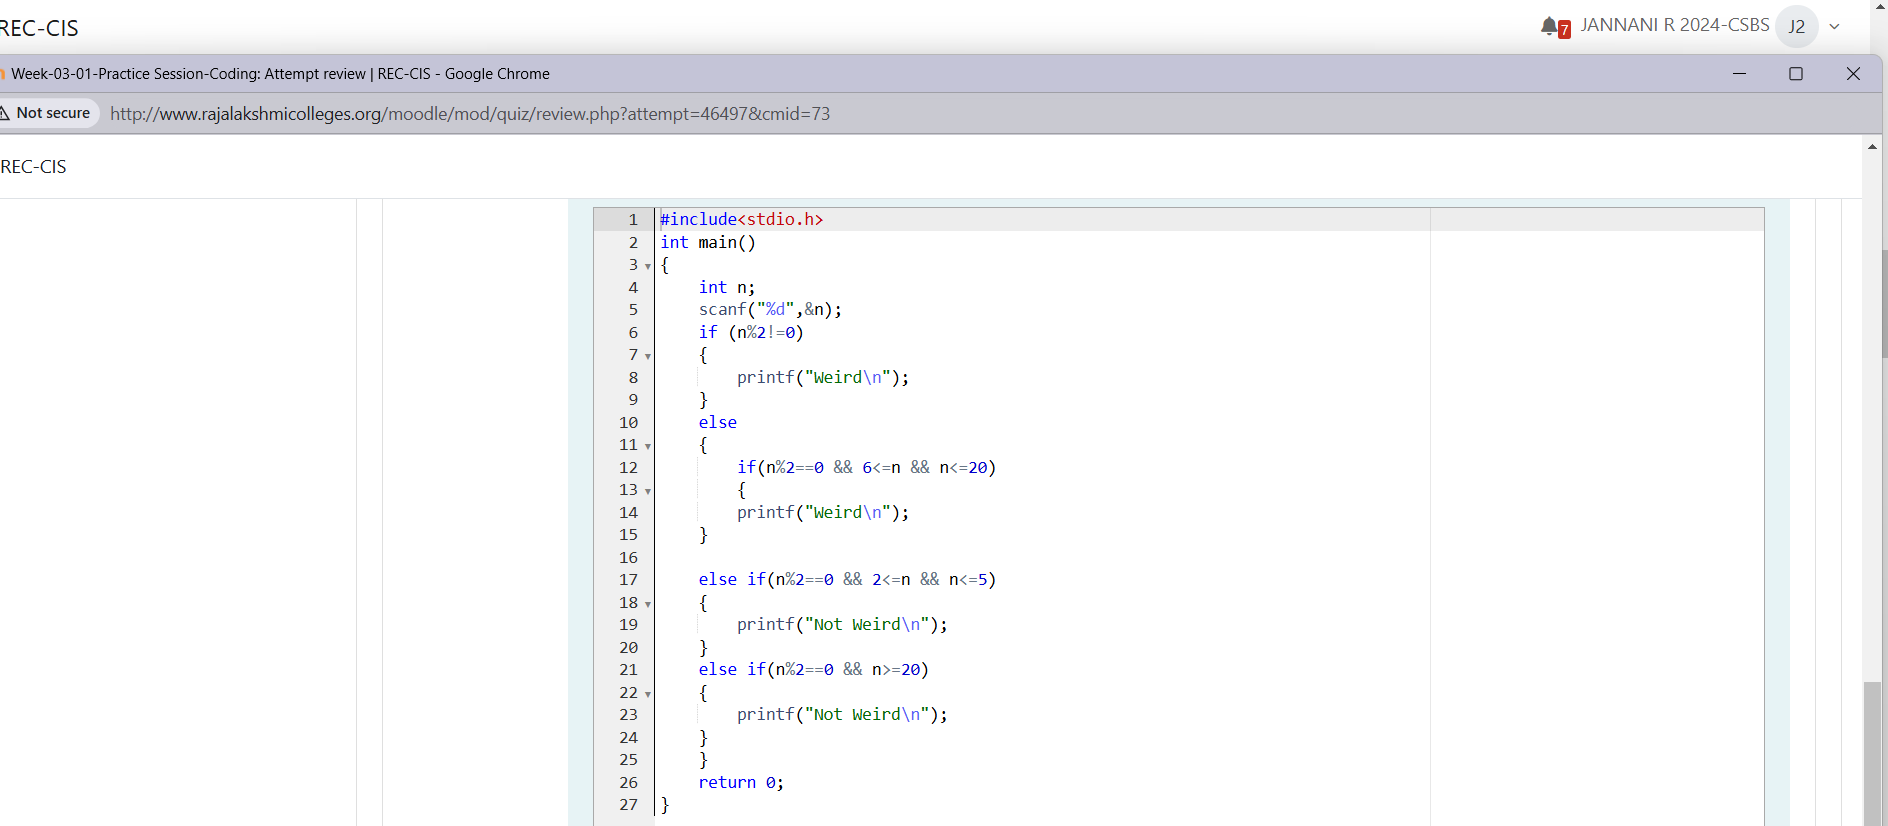 REC-CIS
7 JANNANI R 2024-CSBS J2
Week-03-01-Practice Session-Coding: Attempt review | REC-CIS - Google Chrome
Not secure http://www.rajalakshmicolleges.org/moodle/mod/quiz/review.php?attempt=46497&cmid=73
REC-CIS
1 #include<stdio.h>
2 int main()
3 {
4     int n;
5     scanf("%d",&n);
6     if (n%2!=0)
7     {
8         printf("Weird\n");
9     }
10     else
11     {
12         if(n%2==0 && 6<=n && n<=20)
13         {
14         printf("Weird\n");
15     }
16
17     else if(n%2==0 && 2<=n && n<=5)
18     {
19         printf("Not Weird\n");
20     }
21     else if(n%2==0 && n>=20)
22     {
23         printf("Not Weird\n");
24     }
25     }
26     return 0;
27 }